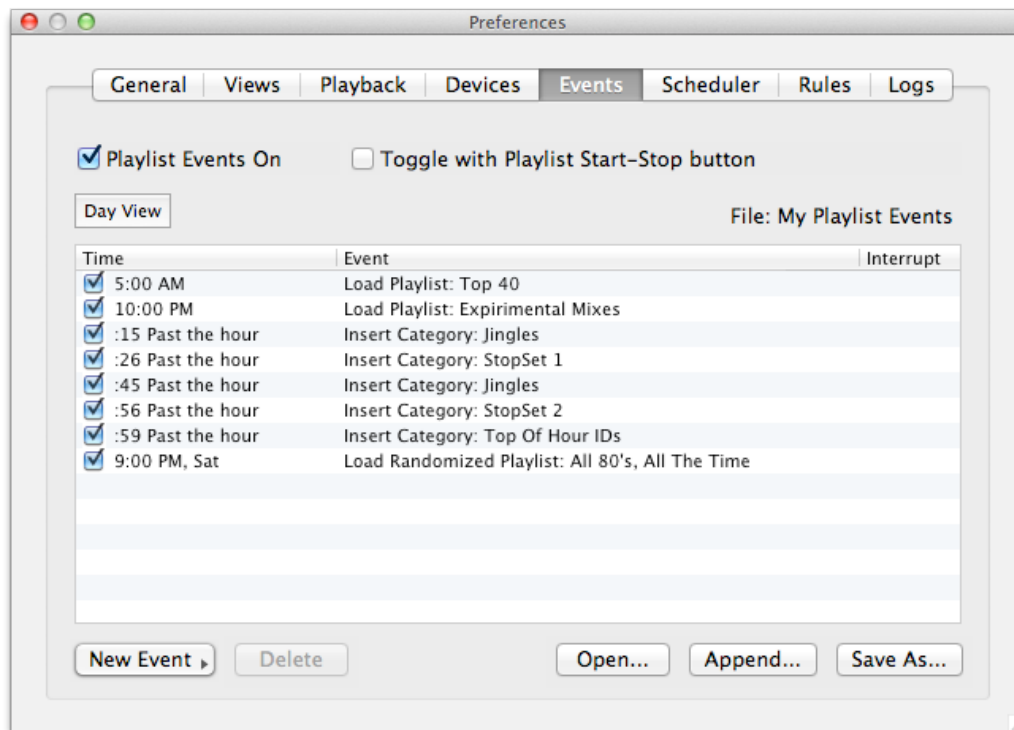 Preferences
General Views Playback Devices Events Scheduler Rules Logs
Playlist Events On Toggle with Playlist Start-Stop button
Day View
File: My Playlist Events
Time Event Interrupt
5:00 AM Load Playlist: Top 40
10:00 PM Load Playlist: Expirimental Mixes
:15 Past the hour Insert Category: Jingles
:26 Past the hour Insert Category: StopSet 1
:45 Past the hour Insert Category: Jingles
:56 Past the hour Insert Category: StopSet 2
:59 Past the hour Insert Category: Top Of Hour IDs
9:00 PM, Sat Load Randomized Playlist: All 80's, All The Time
New Event Delete Open... Append... Save As...